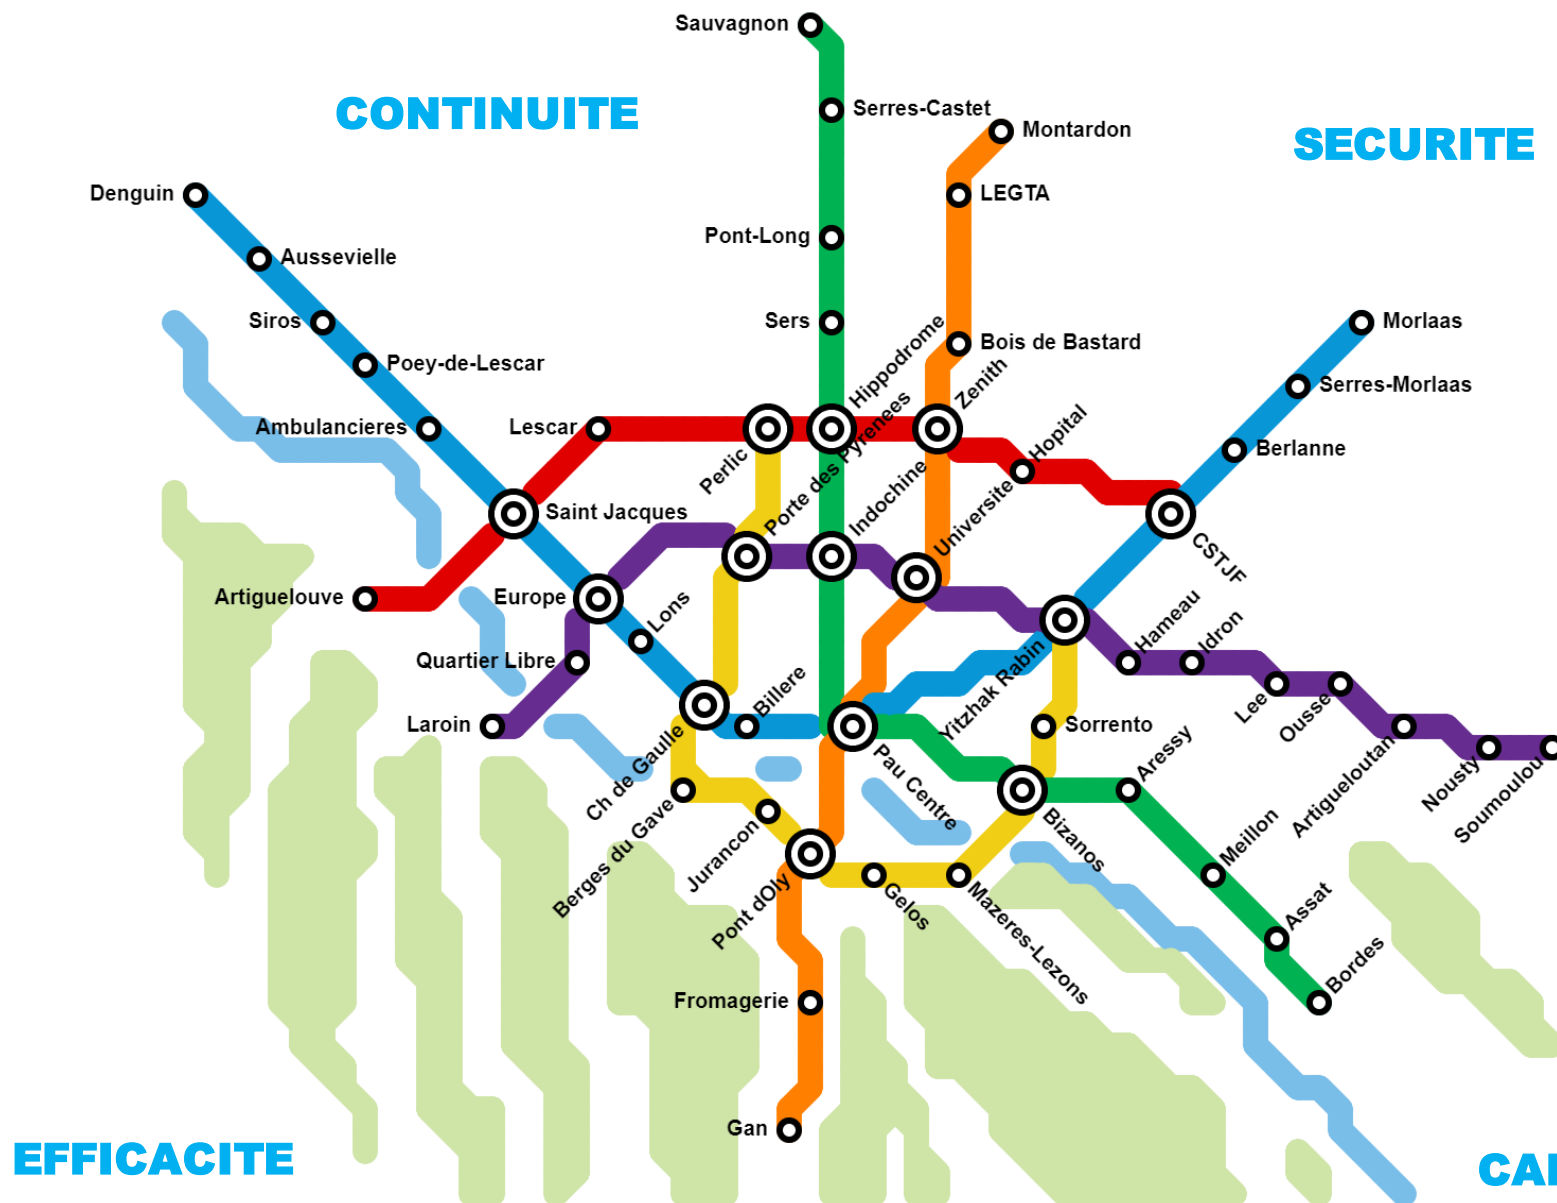 Sauvagnon
CONTINUITE
Serres-Castet
Montardon
SECURITE
Denguin
LEGTA
Pont-Long
Aussevielle
Siros
Sers
Hippodrome
Morlaas
Bois de Bastard
Poey-de-Lescar
Zenith
Serres-Morlaas
Ambulancieres
Lescar
Perlic
Porte des Pyrenees
Hopital
Berlanne
Indochine
Universite
Saint Jacques
CSTJF
Artiguelouve
Europe
Lons
Hameau
Idron
Quartier Libre
Yitzhak Rabin
Lee
Ousse
Laroin
Billere
Sorrento
Ch de Gaulle
Pau Centre
Aressy
Artigueloutan
Nousty
Soumoulou
Berges du Gave
Jurancon
Bizanos
Meillon
Pont dOly
Gelos
Mazeres-Lezons
Assat
Bordes
Fromagerie
Gan
EFFICACITE